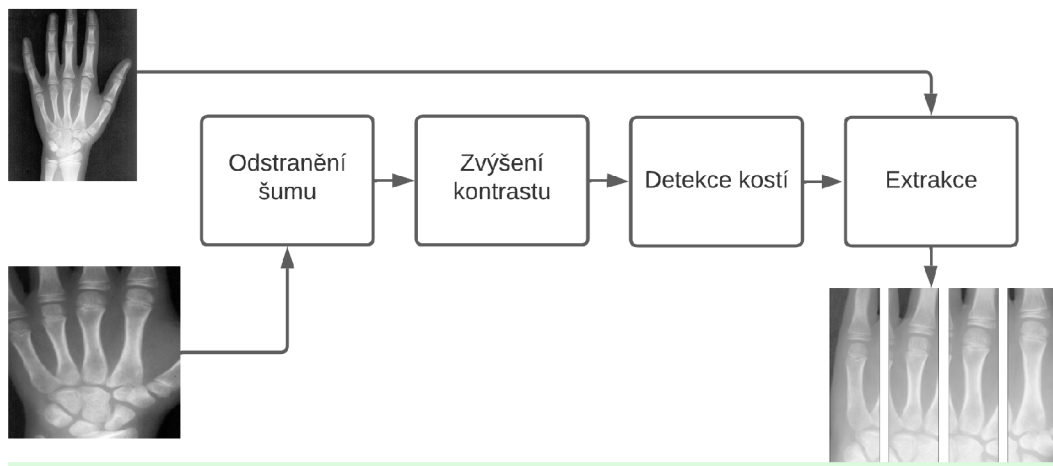 Odstranění
šumu
Zvýšení
kontrastu
Detekce kostí
Extrakce